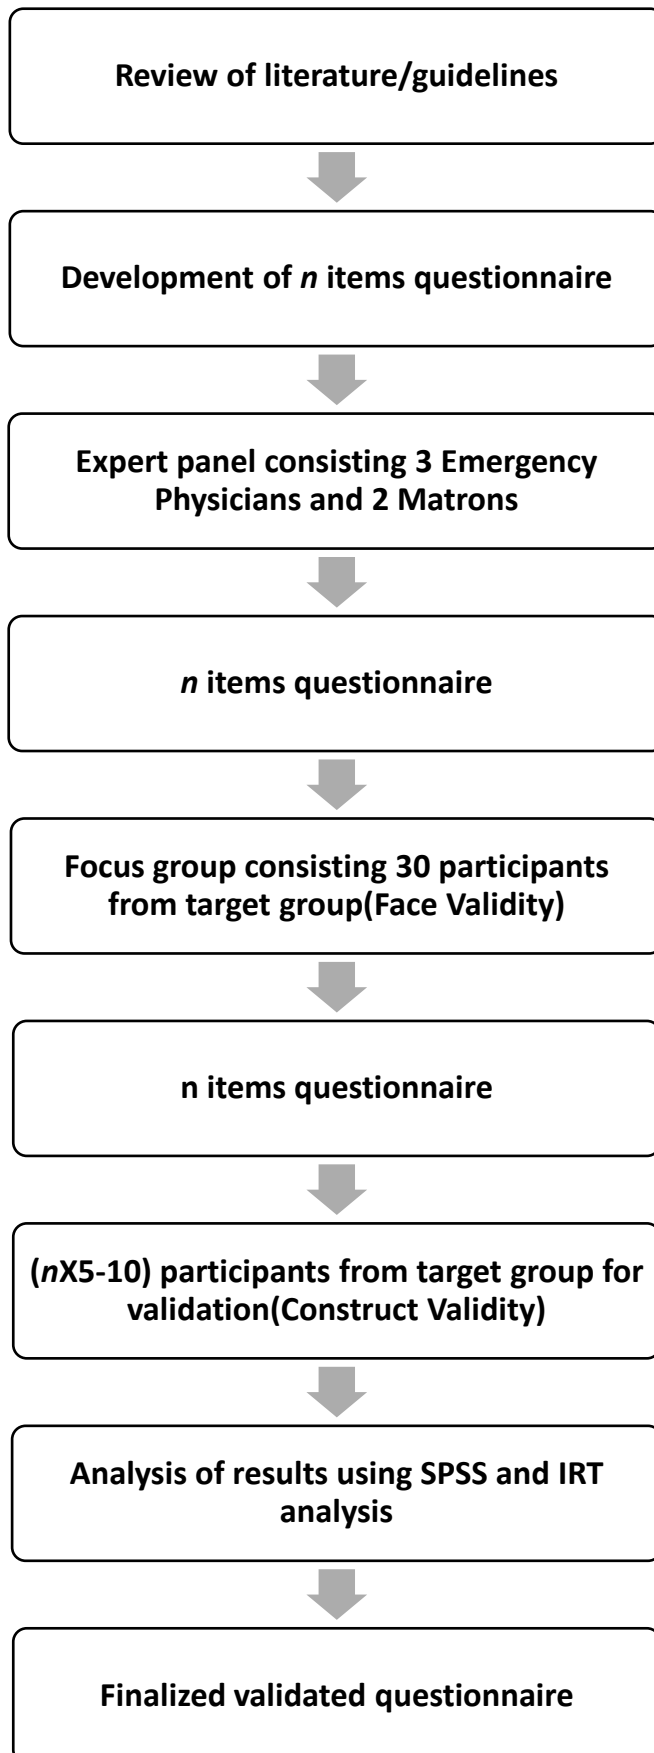 Review of literature/guidelines
Development of n items questionnaire
Expert panel consisting 3 Emergency
Physicians and 2 Matrons
n items questionnaire
Focus group consisting 30 participants
from target group(Face Validity)
n items questionnaire
(nX5-10) participants from target group for
validation(Construct Validity)
Analysis of results using SPSS and IRT
analysis
Finalized validated questionnaire